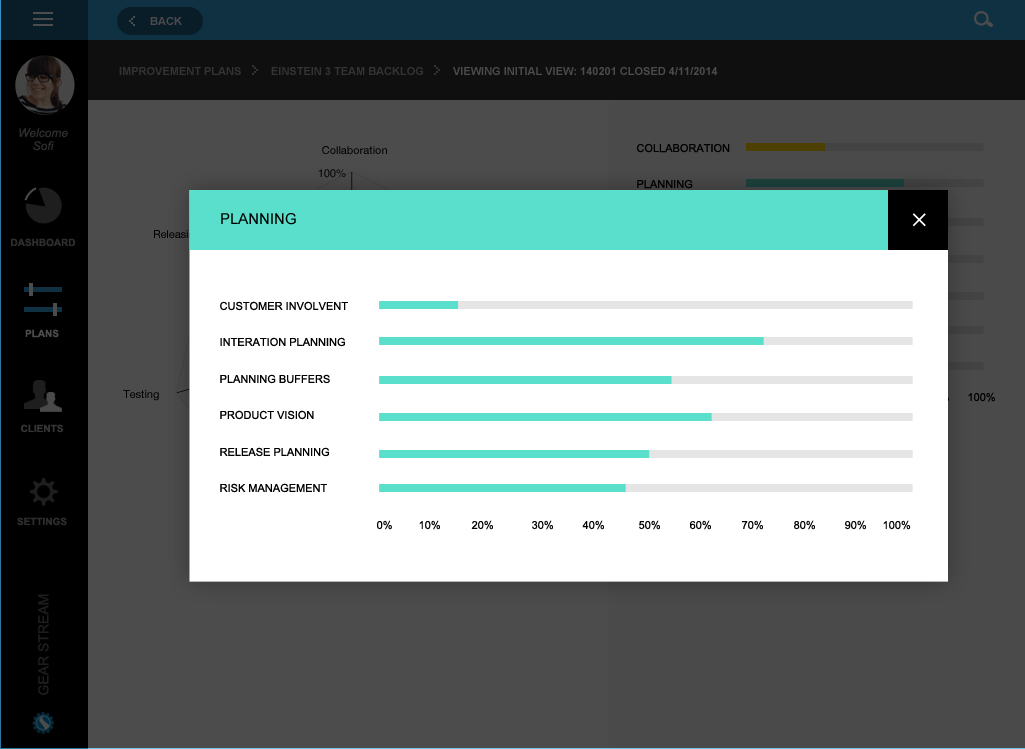 BACK
IMPROVEMENT PLANS
EINSTEIN 3 TEAM BACKLOG
VIEWING INITIAL VIEW: 140201 CLOSED 4/11/2014
Welcome
Sofi
DASHBOARD
PLANS
CLIENTS
SETTINGS
GEAR STREAM
Collaboration
100%
Releasi
Testing
COLLABORATION
PLANNING
100%
PLANNING
CUSTOMER INVOLVENT
INTERATION PLANNING
PLANNING BUFFERS
PRODUCT VISION
RELEASE PLANNING
RISK MANAGEMENT
0% 10% 20% 30% 40% 50% 60% 70% 80% 90% 100%